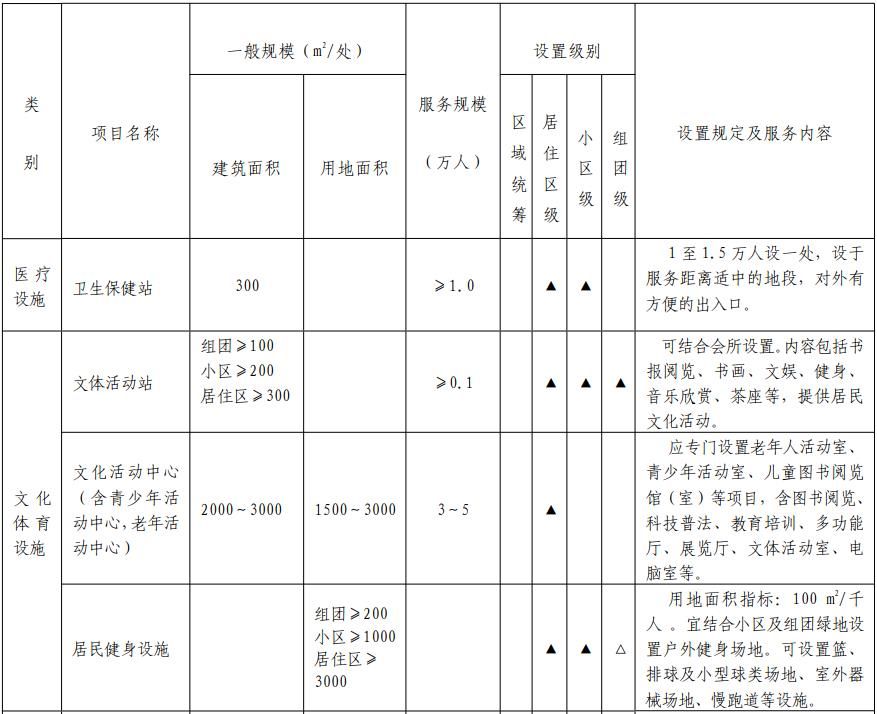 类
别
项目名称
一般规模（m²/处）
建筑面积
用地面积
服务规模
（万人）
设置级别
区域统筹
居住区级
小区级
组团级
设置规定及服务内容
医疗
设施
卫生保健站
300
≥1.0
▲
▲
1至1.5万人设一处，设于
服务距离适中的地段，对外有
方便的出入口。
文化
体育
设施
文体活动站
组团≥100
小区≥200
居住区≥300
≥0.1
▲
▲
▲
可结合会所设置。内容包括书
报阅览、书画、文娱、健身、
音乐欣赏、茶座等，提供居民
文化活动。
文化活动中心
（含青少年活
动中心,老年活
动中心）
2000～3000
1500～3000
3～5
▲
应专门设置老年人活动室、
青少年活动室、儿童图书阅览
馆（室）等项目，含图书阅览、
科技普法、教育培训、多功能
厅、展览厅、文体活动室、电
脑室等。
居民健身设施
组团≥200
小区≥1000
居住区≥
3000
▲
▲
△
用地面积指标：100 m²/千
人 。宜结合小区及组团绿地设
置户外健身场地。可设置篮、
排球及小型球类场地、室外器
械场地、慢跑道等设施。